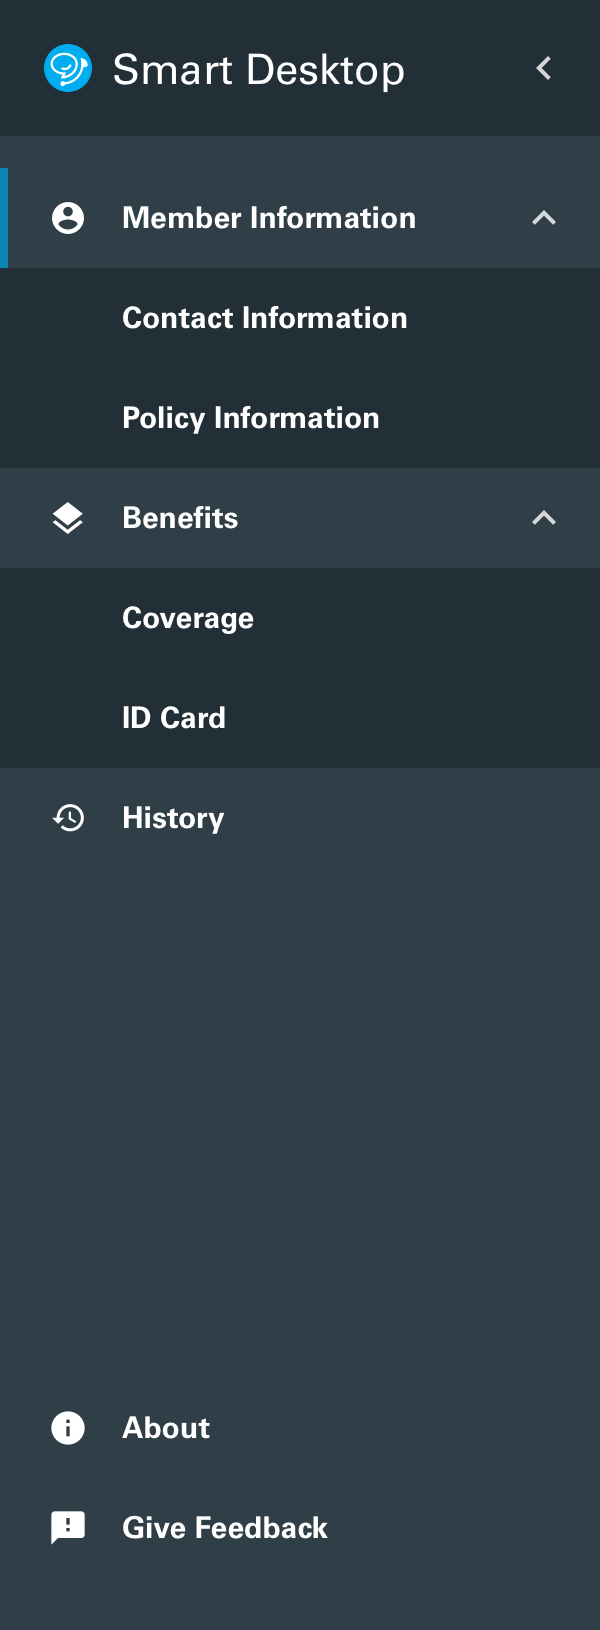 Smart Desktop
Member Information
Contact Information
Policy Information
Benefits
Coverage
ID Card
History
About
Give Feedback